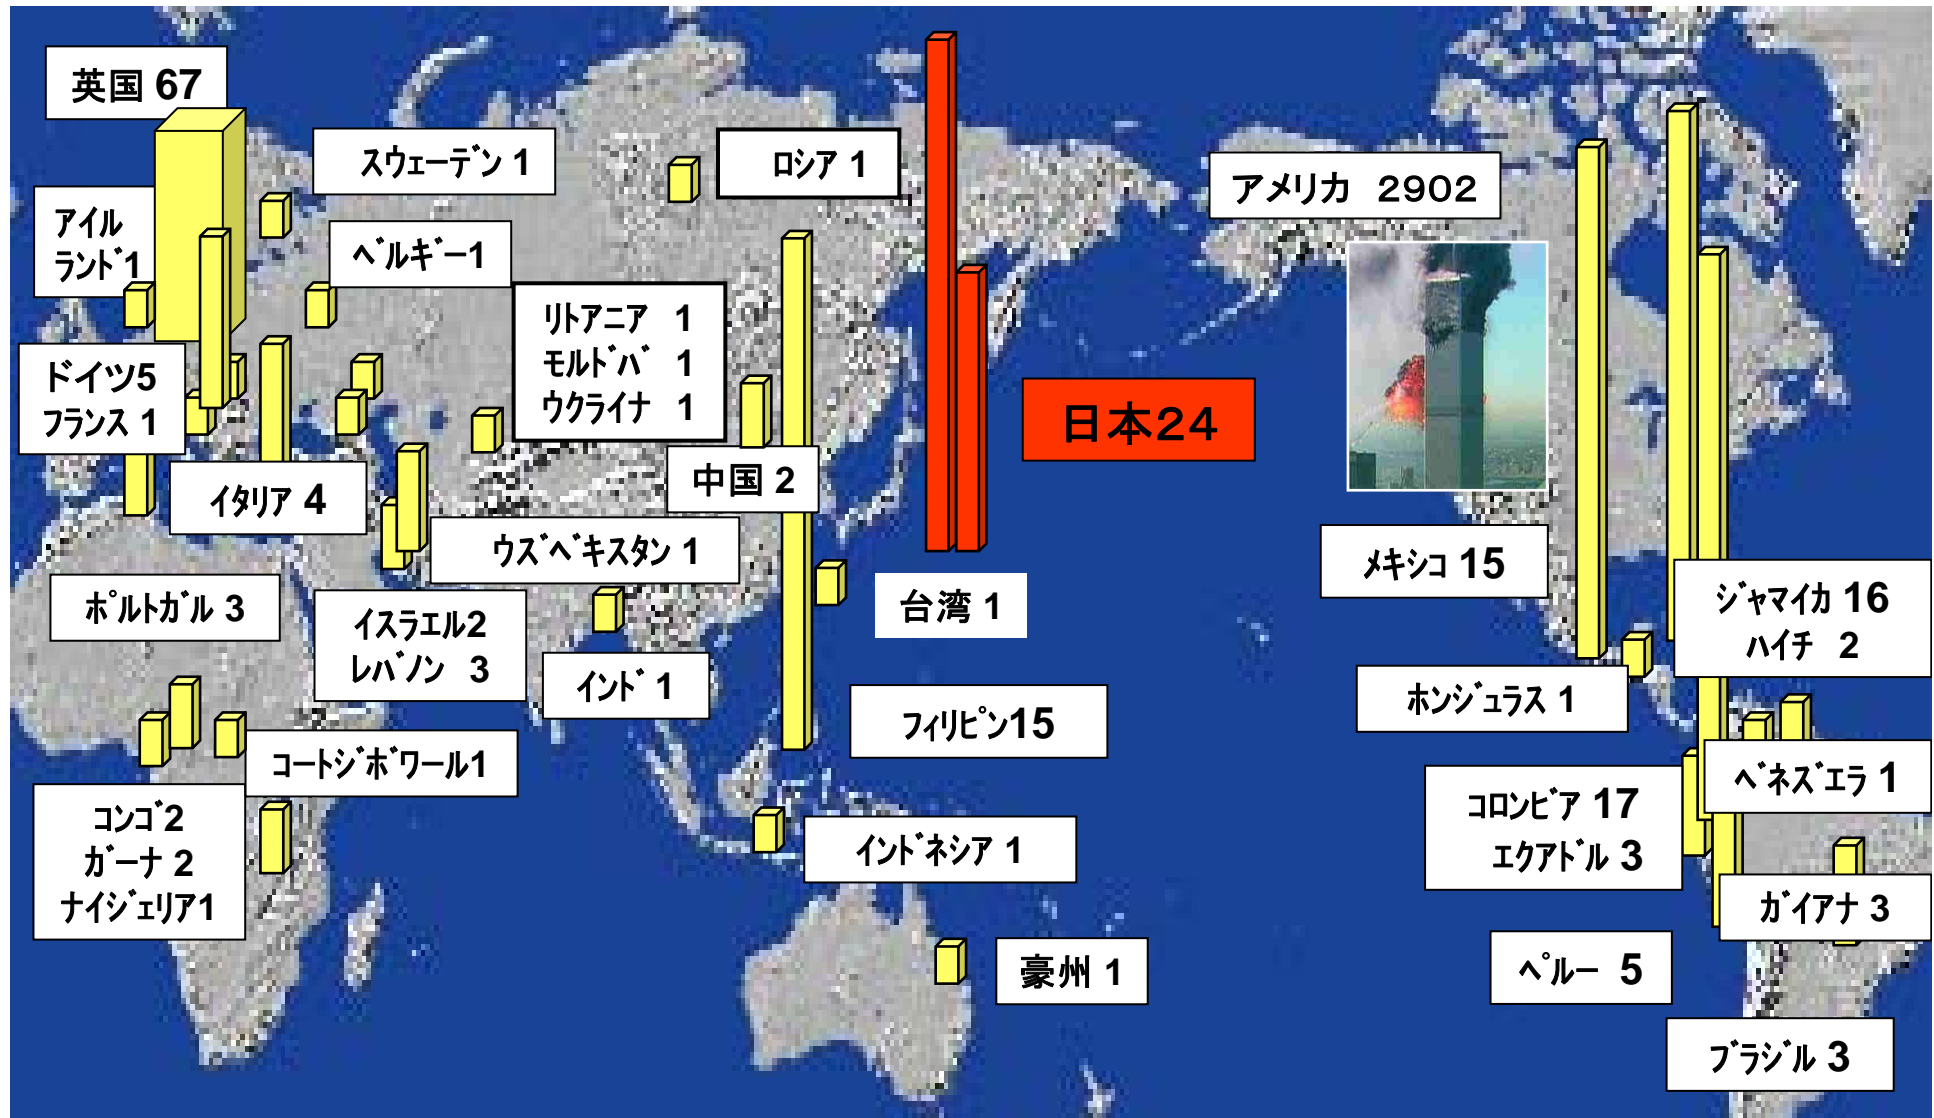 英国 67
スウェーデン 1
ロシア 1
アメリカ　2902
アイル
ランド1
ベルギー1
リトアニア　1
モルドバ　1
ウクライナ　1
ドイツ5
フランス 1
日本24
イタリア 4
中国 2
ウズベキスタン 1
メキシコ 15
ポルトガル 3
イスラエル2
レバノン　3
台湾 1
ジャマイカ 16
ハイチ　2
インド 1
フィリピン15
ホンジュラス 1
コートジボワール1
ベネズエラ 1
コンゴ2
ガーナ 2
ナイジェリア1
コロンビア 17
エクアドル 3
インドネシア 1
ガイアナ 3
豪州 1
ペルー　5
ブラジル 3